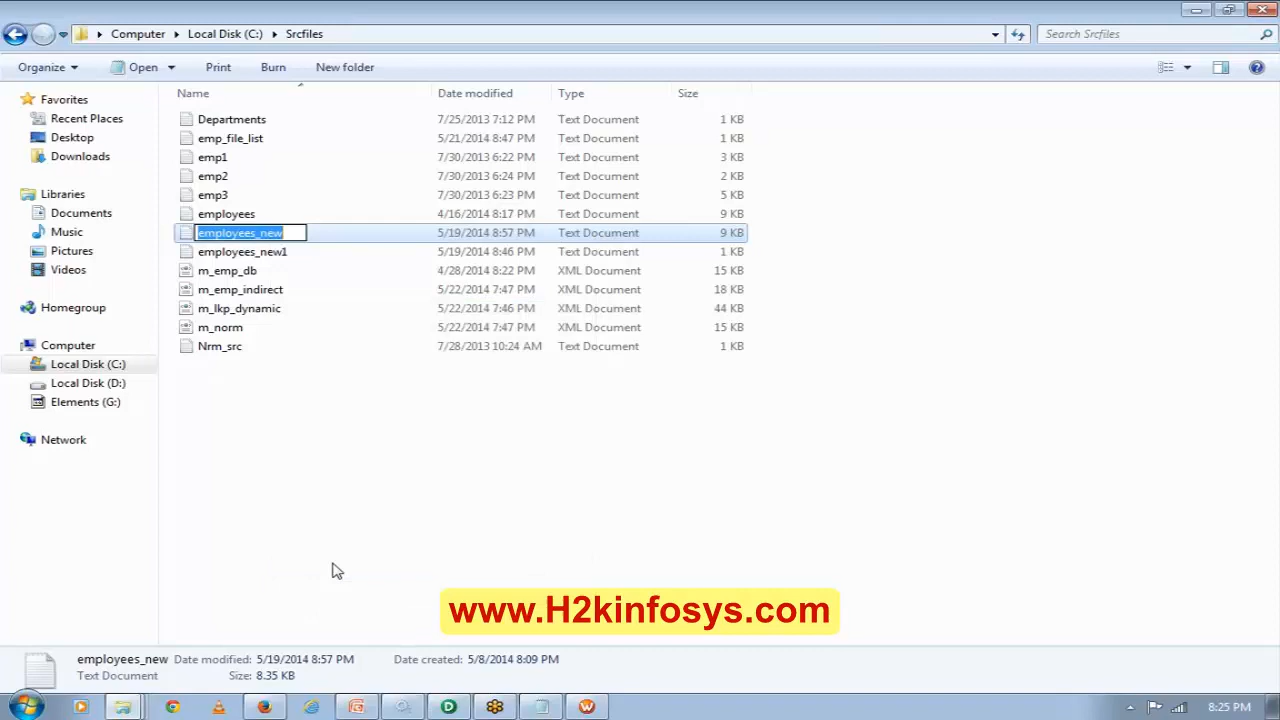 Computer Local Disk (C:) Srcfiles Search Srcfiles
Organize Open Print Burn New folder
Name Date modified Type Size
Favorites
Recent Places
Desktop
Downloads
Libraries
Documents
Music
Pictures
Videos
Homegroup
Computer
Local Disk (C:)
Local Disk (D:)
Elements (G:)
Network
Departments 7/25/2013 7:12 PM Text Document 1 KB
emp_file_list 5/21/2014 8:47 PM Text Document 1 KB
emp1 7/30/2013 6:22 PM Text Document 3 KB
emp2 7/30/2013 6:24 PM Text Document 2 KB
emp3 7/30/2013 6:23 PM Text Document 5 KB
employees 4/16/2014 8:17 PM Text Document 9 KB
employees_new 5/19/2014 8:57 PM Text Document 9 KB
employees_new1 5/19/2014 8:46 PM Text Document 1 KB
m_emp_db 4/28/2014 8:22 PM XML Document 15 KB
m_emp_indirect 5/22/2014 7:47 PM XML Document 18 KB
m_lkp_dynamic 5/22/2014 7:46 PM XML Document 44 KB
m_norm 5/22/2014 7:47 PM XML Document 15 KB
Nrm_src 7/28/2013 10:24 AM Text Document 1 KB
www.H2kinfosys.com
employees_new Date modified: 5/19/2014 8:57 PM Date created: 5/8/2014 8:09 PM
Text Document Size: 8.35 KB
8:25 PM